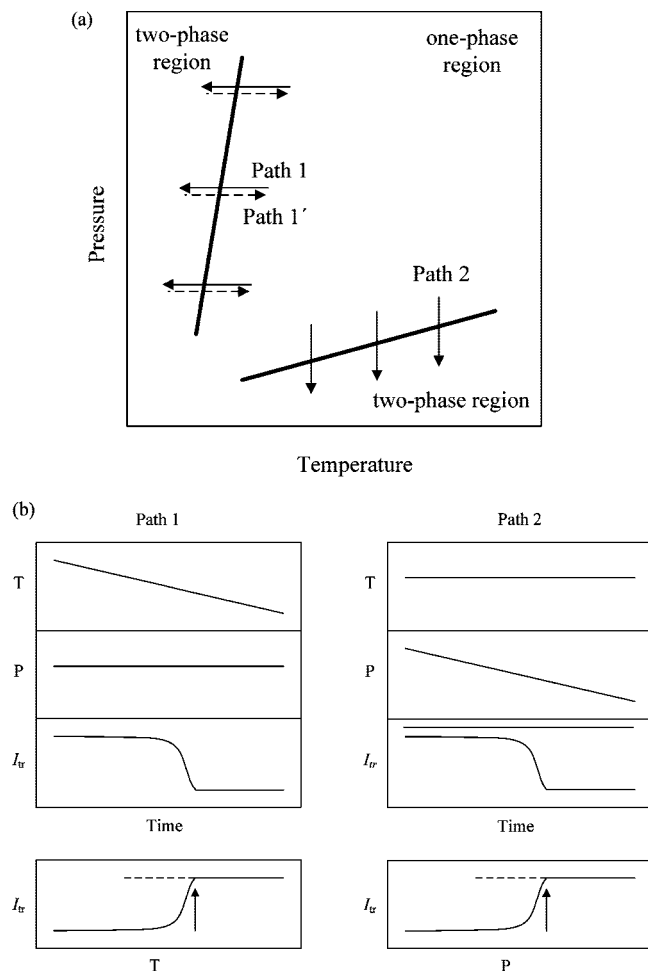 (a)
two-phase
region
one-phase
region
Path 1
Path 1′
Path 2
two-phase region
Pressure
Temperature
(b)
Path 1
Path 2
T
T
P
P
Itr
Itr
Time
Time
Itr
Itr
T
P